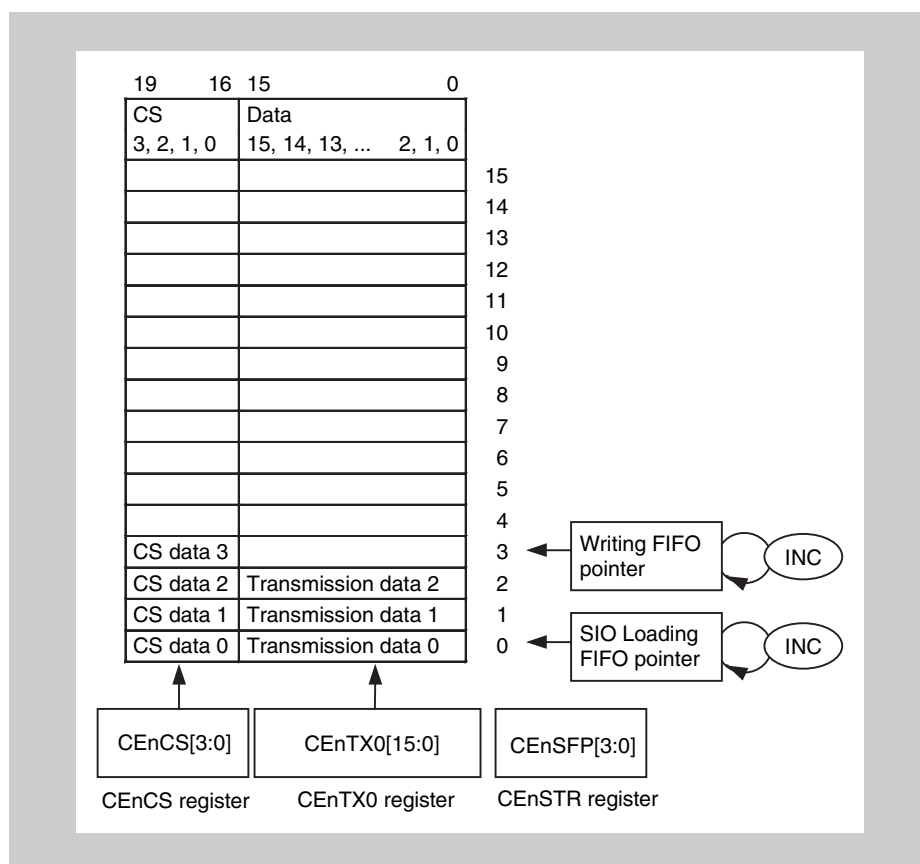 19 16 15 0
CS Data
3, 2, 1, 0 15, 14, 13, ... 2, 1, 0
15
14
13
12
11
10
9
8
7
6
5
4
CS data 3 3 Writing FIFO pointer INC
CS data 2 Transmission data 2 2
CS data 1 Transmission data 1 1
CS data 0 Transmission data 0 0 SIO Loading FIFO pointer INC
CEnCS[3:0] CEnTX0[15:0] CEnSFP[3:0]
CEnCS register CEnTX0 register CEnSTR register